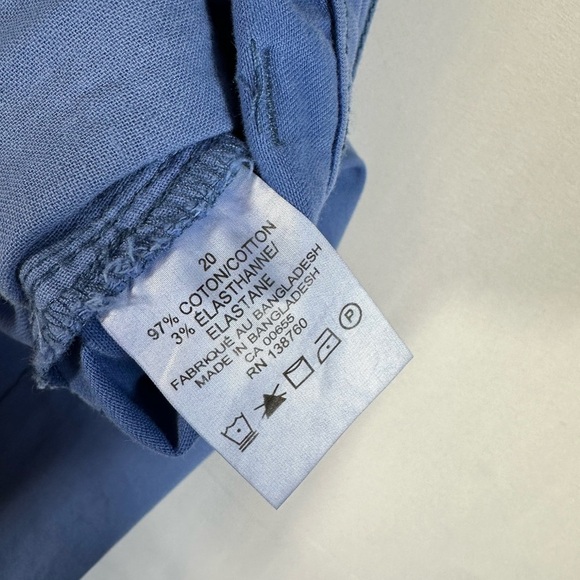 20
97% COTON/COTTON
3% ÉLASTHANNE/
ELASTANE
FABRIQUÉ AU BANGLADESH
MADE IN BANGLADESH
CA 00655
RN 138760
P